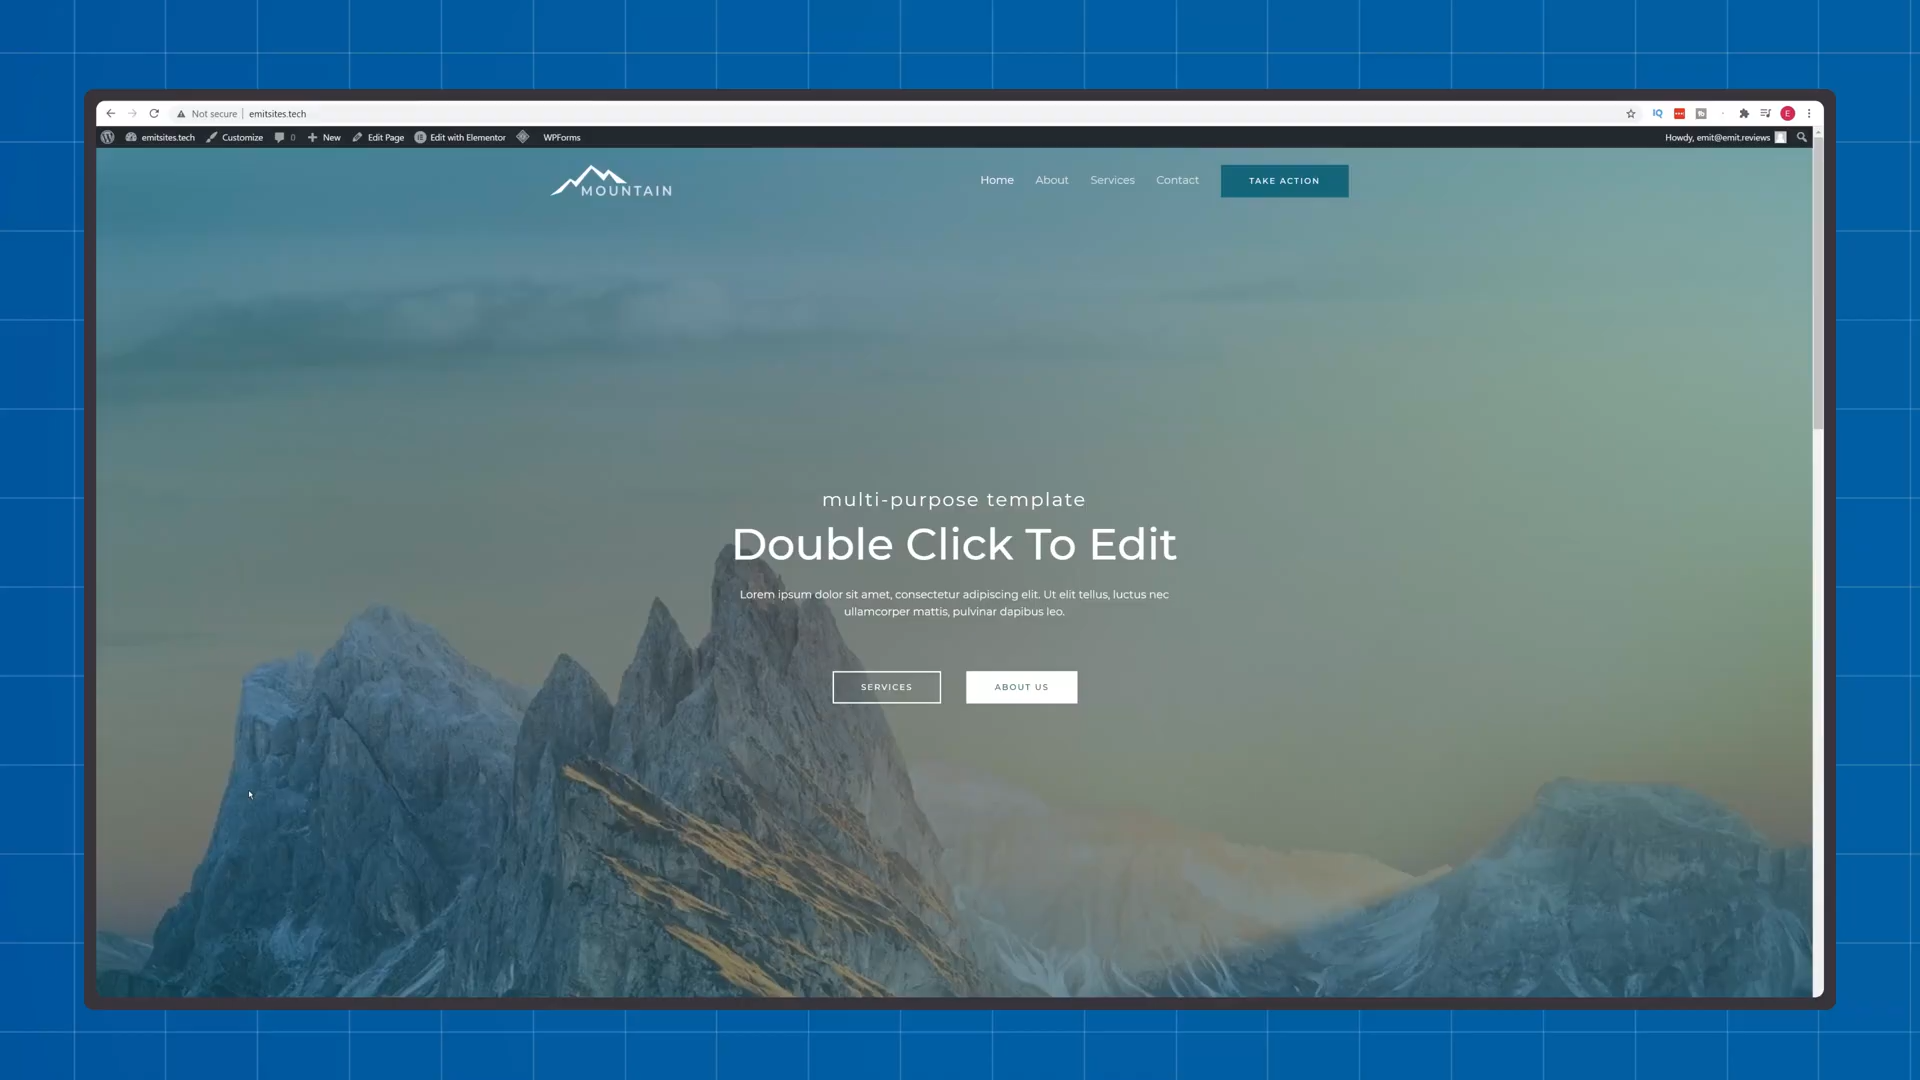 Not secure | emitsites.tech
IQ
E
emitsites.tech Customize 0 New Edit Page Edit with Elementor WPForms
Howdy, emit@emit.reviews
MOUNTAIN
Home About Services Contact TAKE ACTION
multi-purpose template
Double Click To Edit
Lorem ipsum dolor sit amet, consectetur adipiscing elit. Ut elit tellus, luctus nec
ullamcorper mattis, pulvinar dapibus leo.
SERVICES ABOUT US